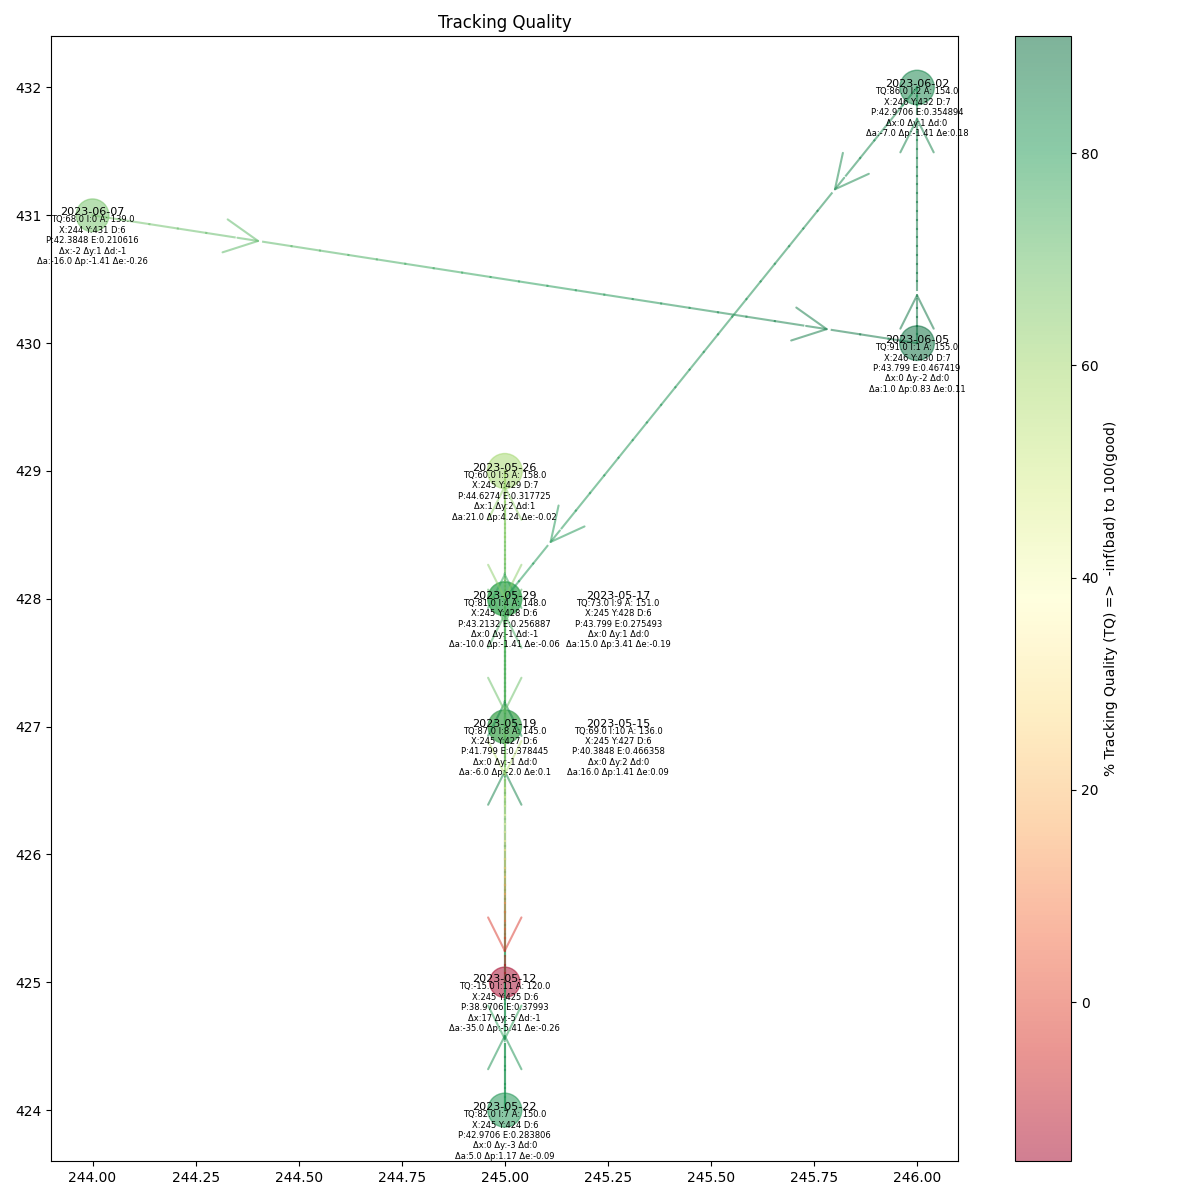 Tracking Quality
432
431
430
429
428
427
426
425
424
244.00
244.25
244.50
244.75
245.00
245.25
245.50
245.75
246.00
2023-06-02
TQ:86.0 I:2 A: 154.0
X:246 Y:432 D:7
P:42.9706 E:0.354894
Δx:0 Δy:1 Δd:0
Δa:-7.0 Δp:-1.41 Δe:0.18
2023-06-07
TQ:68.0 I:0 A: 139.0
X:244 Y:431 D:6
P:42.3848 E:0.210616
Δx:-2 Δy:1 Δd:-1
Δa:-16.0 Δp:-1.41 Δe:-0.26
2023-06-05
TQ:91.0 I:1 A: 155.0
X:246 Y:430 D:7
P:43.799 E:0.467419
Δx:0 Δy:-2 Δd:0
Δa:1.0 Δp:0.83 Δe:0.11
2023-05-26
TQ:60.0 I:5 A: 158.0
X:245 Y:429 D:7
P:44.6274 E:0.317725
Δx:1 Δy:2 Δd:1
Δa:21.0 Δp:4.24 Δe:-0.02
2023-05-29
TQ:81.0 I:4 A: 148.0
X:245 Y:428 D:6
P:43.2132 E:0.256887
Δx:0 Δy:-1 Δd:-1
Δa:-10.0 Δp:-1.41 Δe:-0.06
2023-05-17
TQ:73.0 I:9 A: 151.0
X:245 Y:428 D:6
P:43.799 E:0.275493
Δx:0 Δy:1 Δd:0
Δa:15.0 Δp:3.41 Δe:-0.19
2023-05-19
TQ:87.0 I:8 A: 145.0
X:245 Y:427 D:6
P:41.799 E:0.378445
Δx:0 Δy:-1 Δd:0
Δa:-6.0 Δp:-2.0 Δe:0.1
2023-05-15
TQ:69.0 I:10 A: 136.0
X:245 Y:427 D:6
P:40.3848 E:0.466358
Δx:0 Δy:2 Δd:0
Δa:16.0 Δp:1.41 Δe:0.09
2023-05-12
TQ:-15.0 I:11 A: 120.0
X:245 Y:425 D:6
P:38.9706 E:0.37993
Δx:17 Δy:-5 Δd:-1
Δa:-35.0 Δp:-5.41 Δe:-0.26
2023-05-22
TQ:82.0 I:7 A: 150.0
X:245 Y:424 D:6
P:42.9706 E:0.283806
Δx:0 Δy:-3 Δd:0
Δa:5.0 Δp:1.17 Δe:-0.09
80
60
40
20
0
% Tracking Quality (TQ) => -inf(bad) to 100(good)